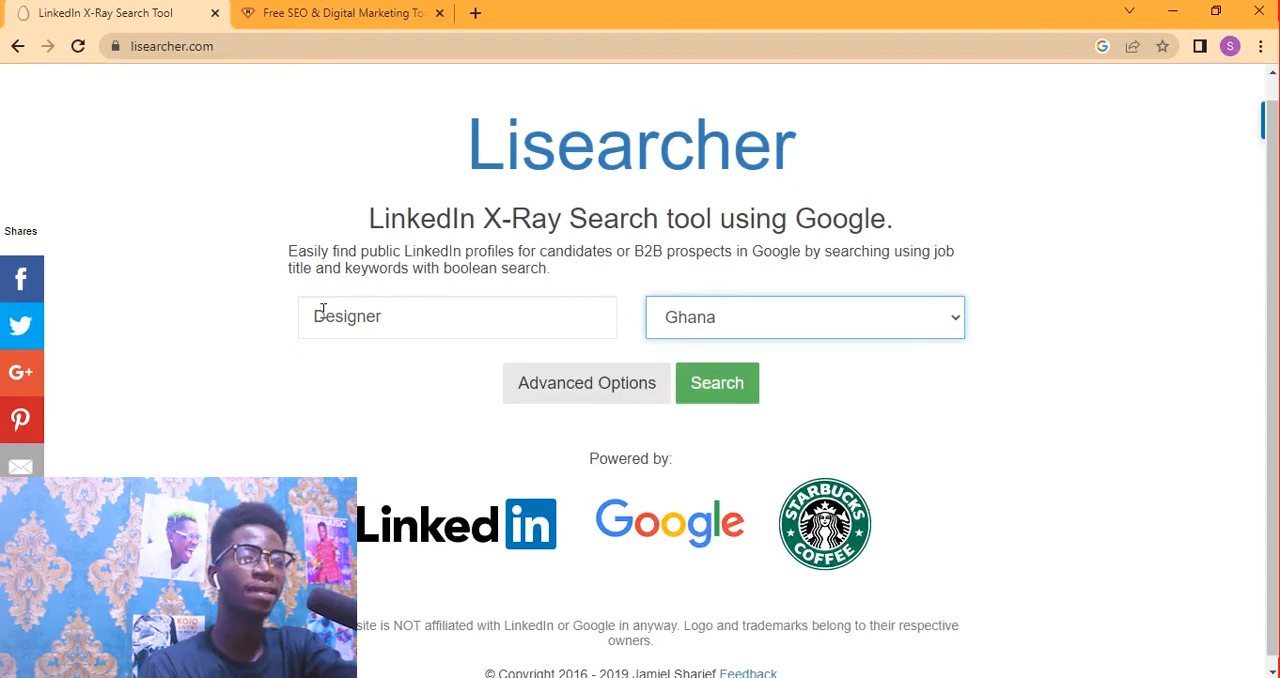 LinkedIn X-Ray Search Tool
Free SEO & Digital Marketing Too
lisearcher.com
S
Lisearcher
LinkedIn X-Ray Search tool using Google.
Easily find public LinkedIn profiles for candidates or B2B prospects in Google by searching using job
title and keywords with boolean search.
Shares
Designer
Ghana
Advanced Options
Search
Powered by:
Linked in
Google
STARBUCKS
COFFEE
site is NOT affiliated with LinkedIn or Google in anyway. Logo and trademarks belong to their respective
owners.
© Copyright 2016 - 2019 Jamiel Sharief Feedback